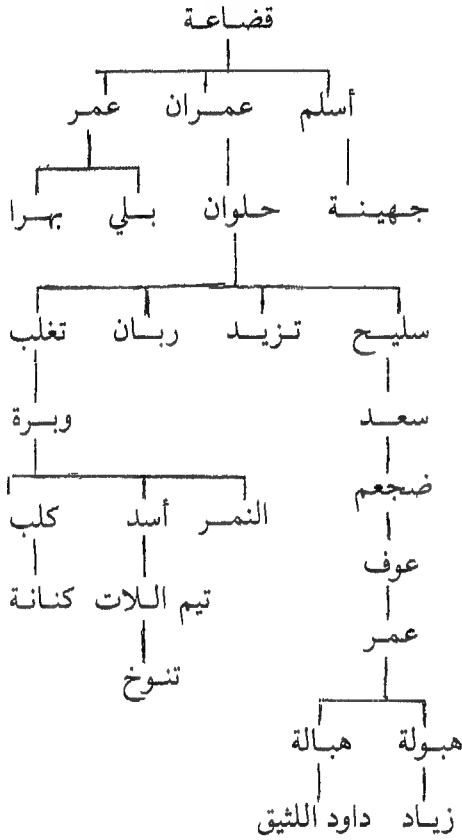 قضاعة
أسلم عمران عمر
جهينة حلوان بلي بهرا
سليح تزيد ربان تغلب
سعد وبرة
ضجعم
النمر أسد كلب
عوف
تيم اللات كنانة
عمر
تنوخ
هبولة هبالة
زياد داود اللثيق